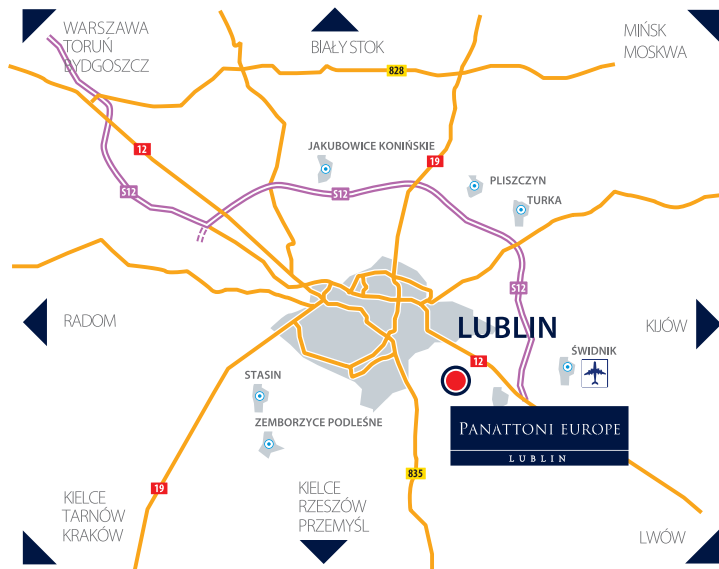 WARSZAWA
TORUŃ
BYDGOSZCZ
BIAŁY STOK
MIŃSK
MOSKWA
828
12
JAKUBOWICE KONIŃSKIE
19
PLISZCZYN
S12
S12
TURKA
S12
RADOM
LUBLIN
KIJÓW
12
ŚWIDNIK
STASIN
ZEMBORZYCE PODLEŚNE
PANATTONI EUROPE
LUBLIN
835
19
KIELCE
TARNÓW
KRAKÓW
KIELCE
RZESZÓW
PRZEMYŚL
LWÓW